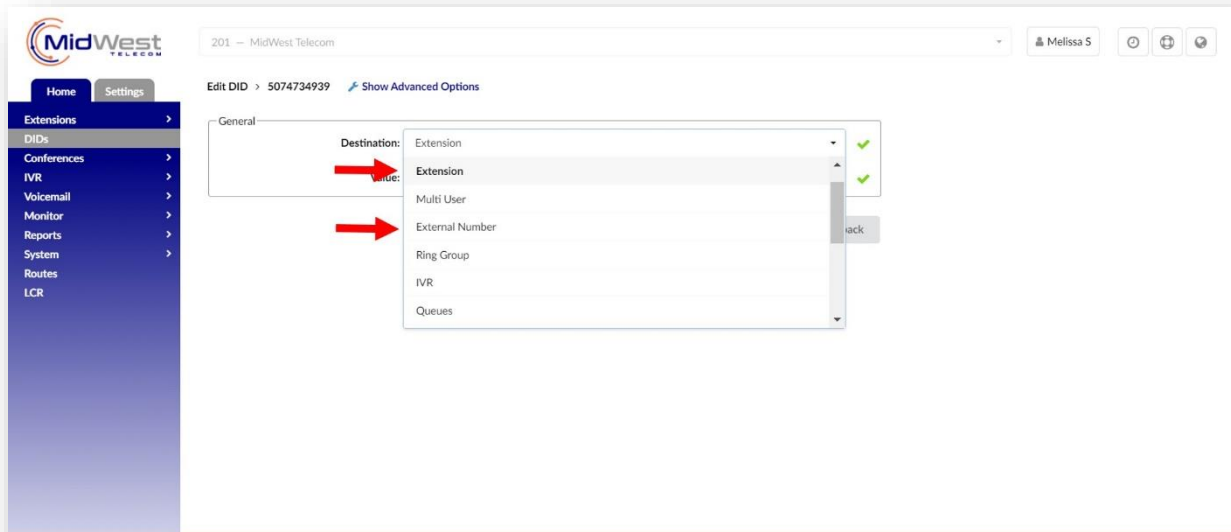 MidWest
TELECOM
201 — MidWest Telecom
Melissa S
Home
Settings
Edit DID > 5074734939 Show Advanced Options
Extensions
DIDs
Conferences
IVR
Voicemail
Monitor
Reports
System
Routes
LCR
General
Destination: Extension
Value:
Extension
Multi User
External Number
Ring Group
IVR
Queues